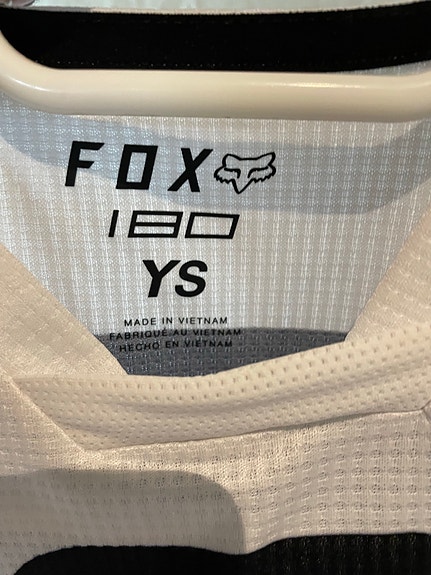 FOX
180
YS
MADE IN VIETNAM
FABRIQUÉ AU VIETNAM
HECHO EN VIETNAM